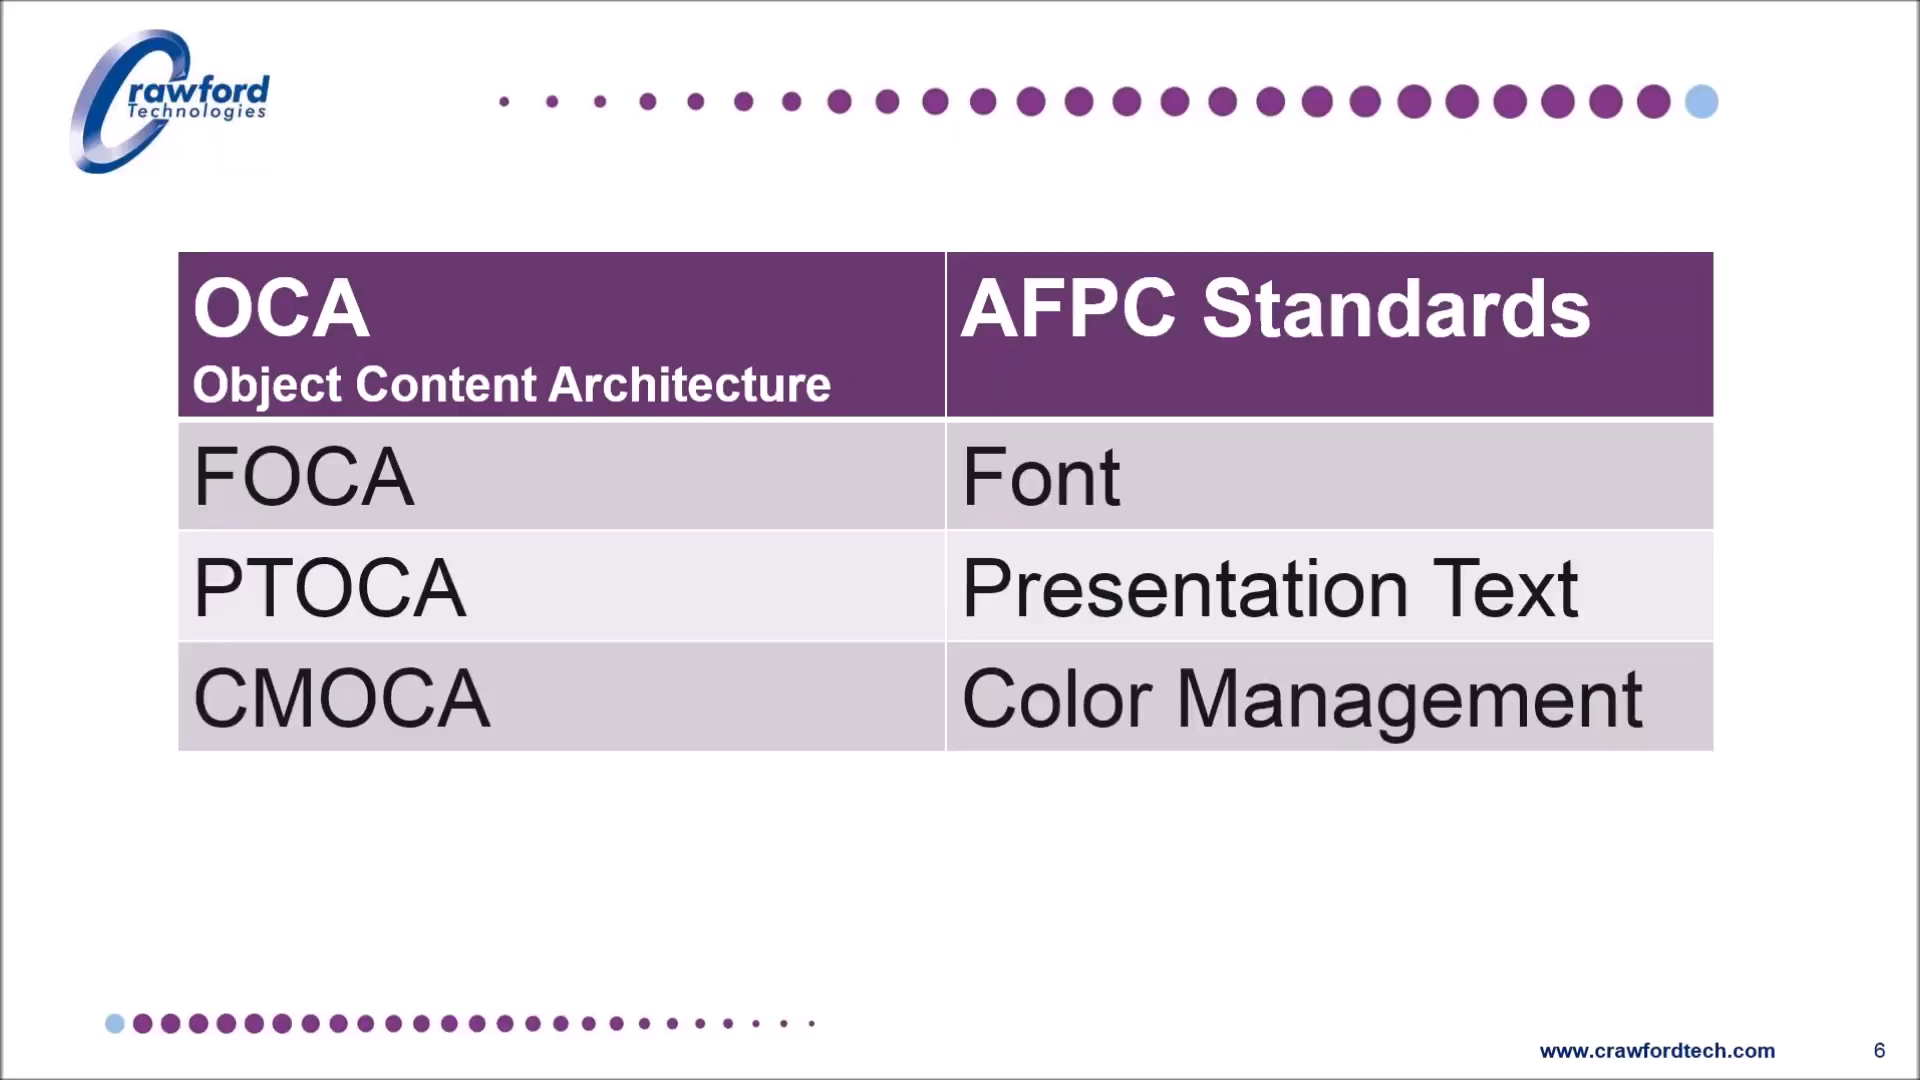 Crawford
Technologies
OCA
Object Content Architecture
AFPC Standards
FOCA
Font
PTOCA
Presentation Text
CMOCA
Color Management
www.crawfordtech.com
6